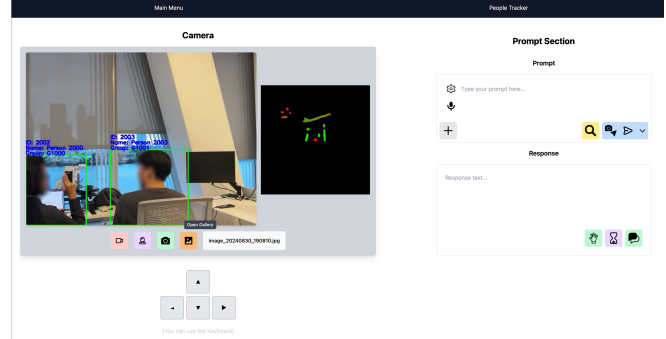 Main Menu
People Tracker
Camera
ID: 2002
Name: Person 2000
Group: G1000
ID: 2003
Name: Person 2003
Group: G1001
Open Gallery
image_20240830_190810.jpg
(You can use the Keyboard)
Prompt Section
Prompt
Type your prompt here...
Response
Response text...